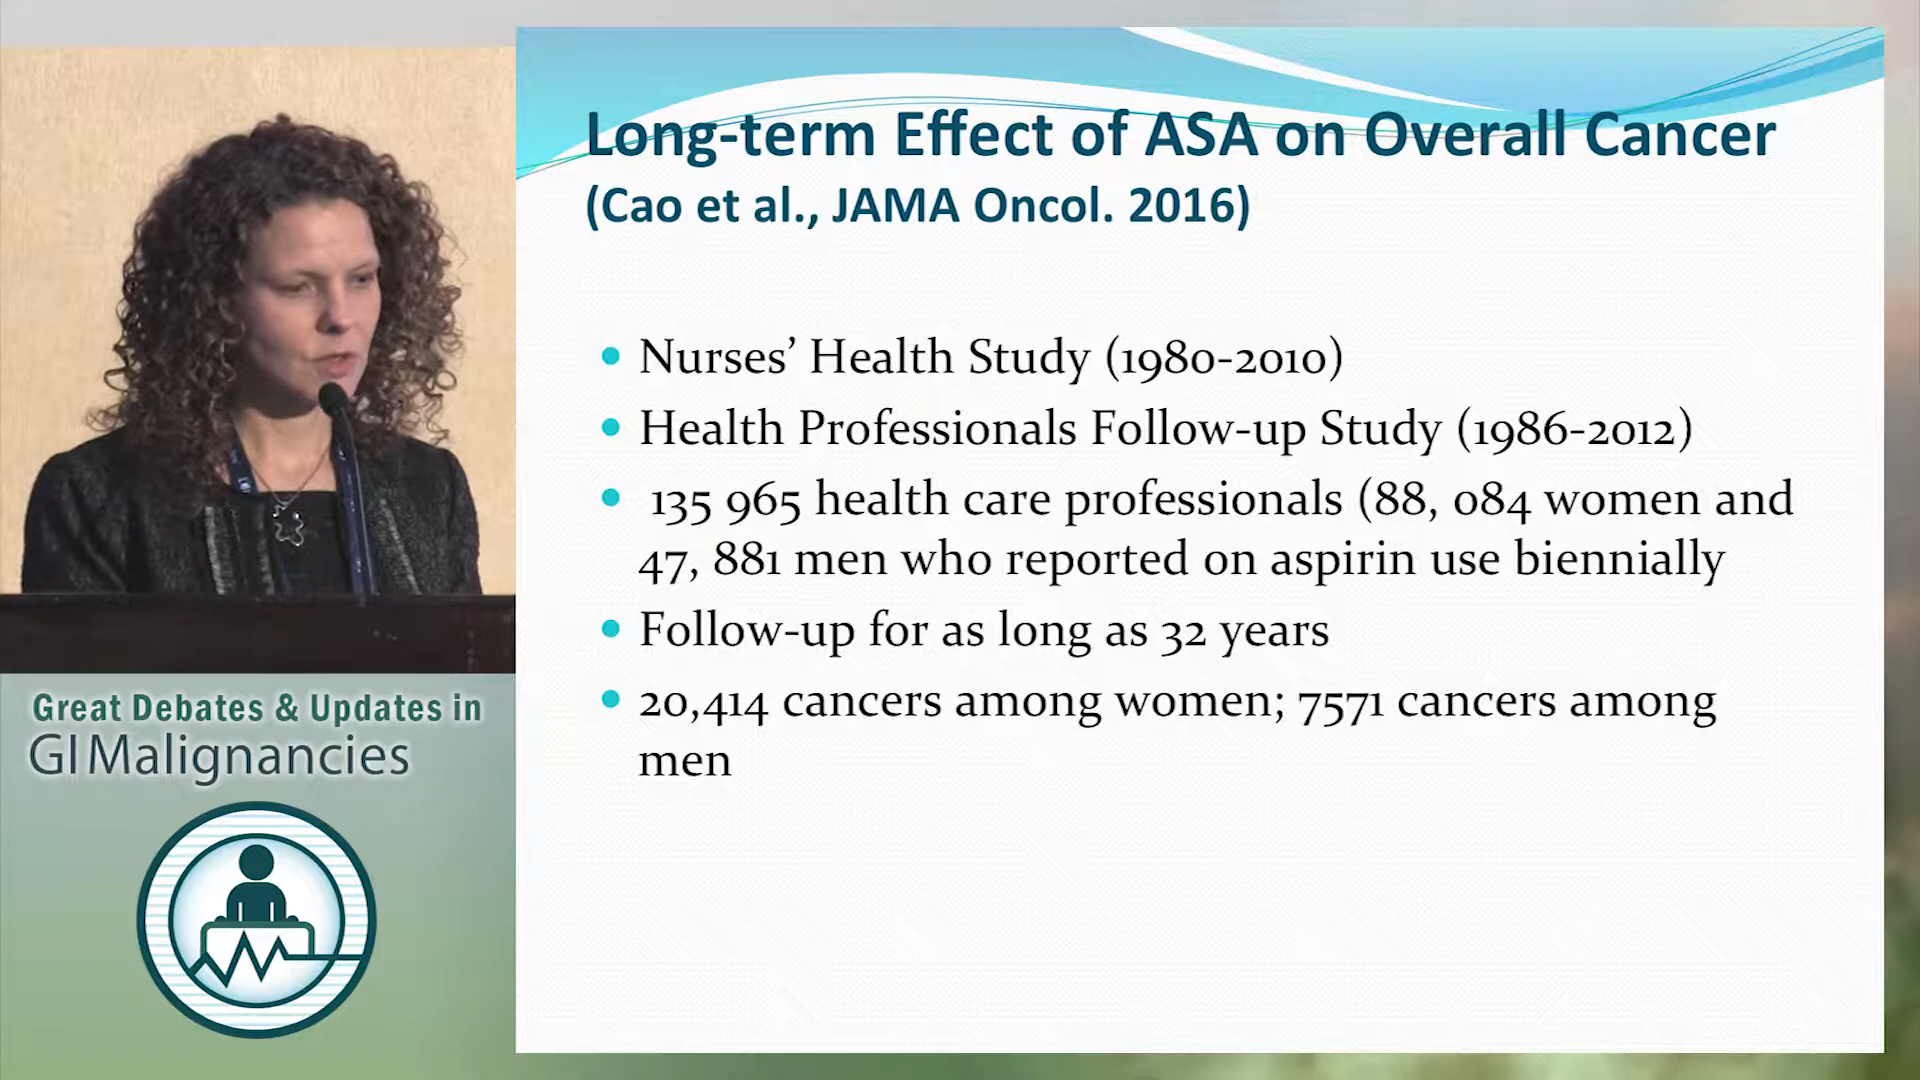 Long-term Effect of ASA on Overall Cancer
(Cao et al., JAMA Oncol. 2016)
• Nurses’ Health Study (1980-2010)
• Health Professionals Follow-up Study (1986-2012)
• 135 965 health care professionals (88, 084 women and
47, 881 men who reported on aspirin use biennially
• Follow-up for as long as 32 years
• 20,414 cancers among women; 7571 cancers among
men
Great Debates & Updates in
GI Malignancies